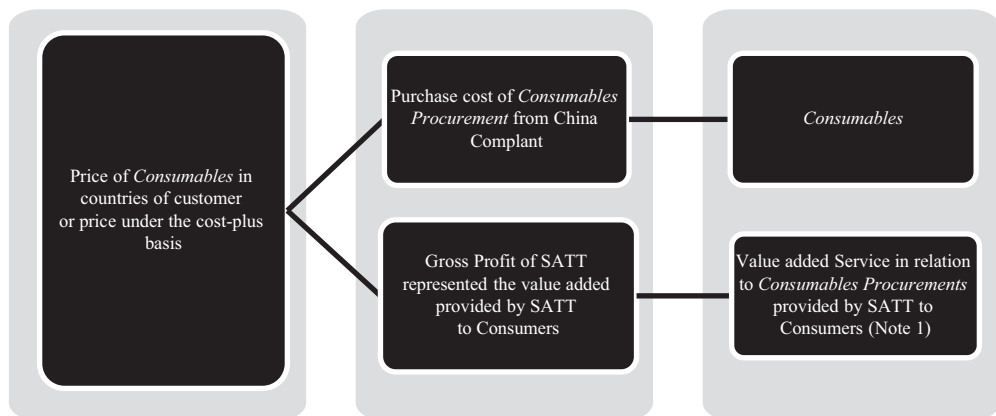 Price of Consumables in
countries of customer
or price under the cost-plus
basis
Purchase cost of Consumables
Procurement from China
Complant
Consumables
Gross Profit of SATT
represented the value added
provided by SATT
to Consumers
Value added Service in relation
to Consumables Procurements
provided by SATT to
Consumers (Note 1)